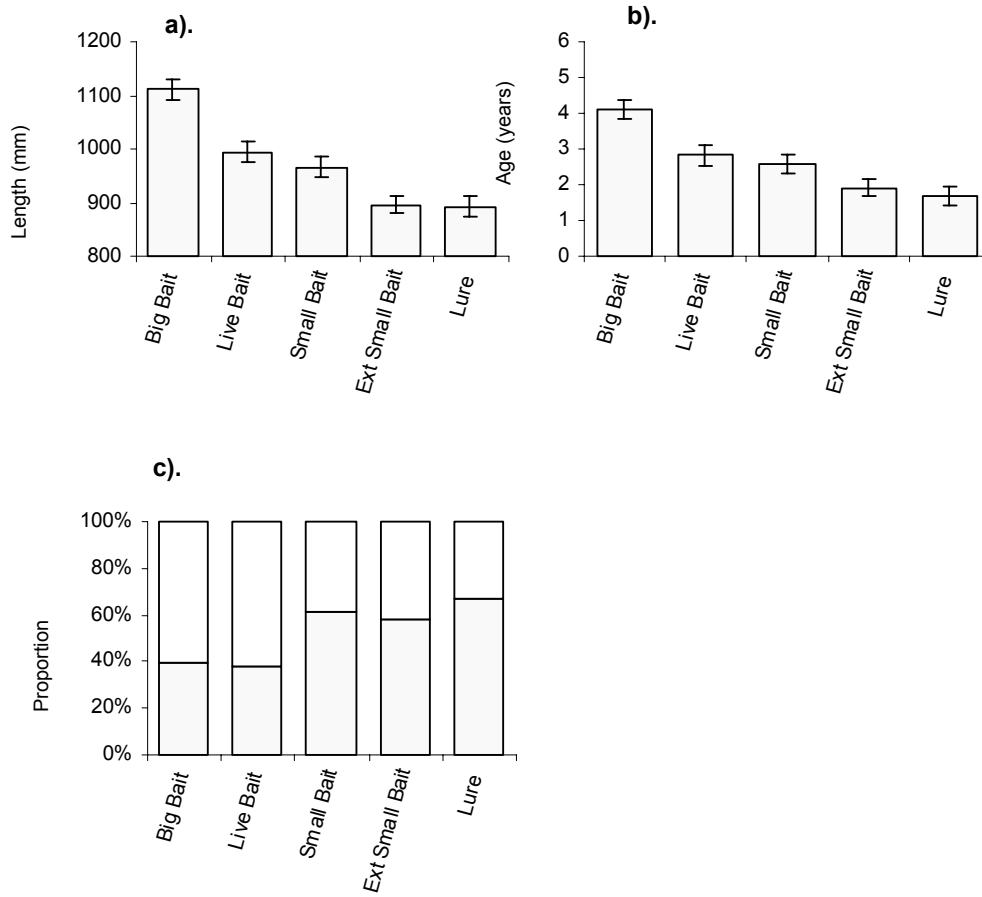 a).
1200
1100
1000
900
800
Length (mm)
Big Bait
Live Bait
Small Bait
Ext Small Bait
Lure
b).
6
5
4
3
2
1
0
Age (years)
Big Bait
Live Bait
Small Bait
Ext Small Bait
Lure
c).
100%
80%
60%
40%
20%
0%
Proportion
Big Bait
Live Bait
Small Bait
Ext Small Bait
Lure